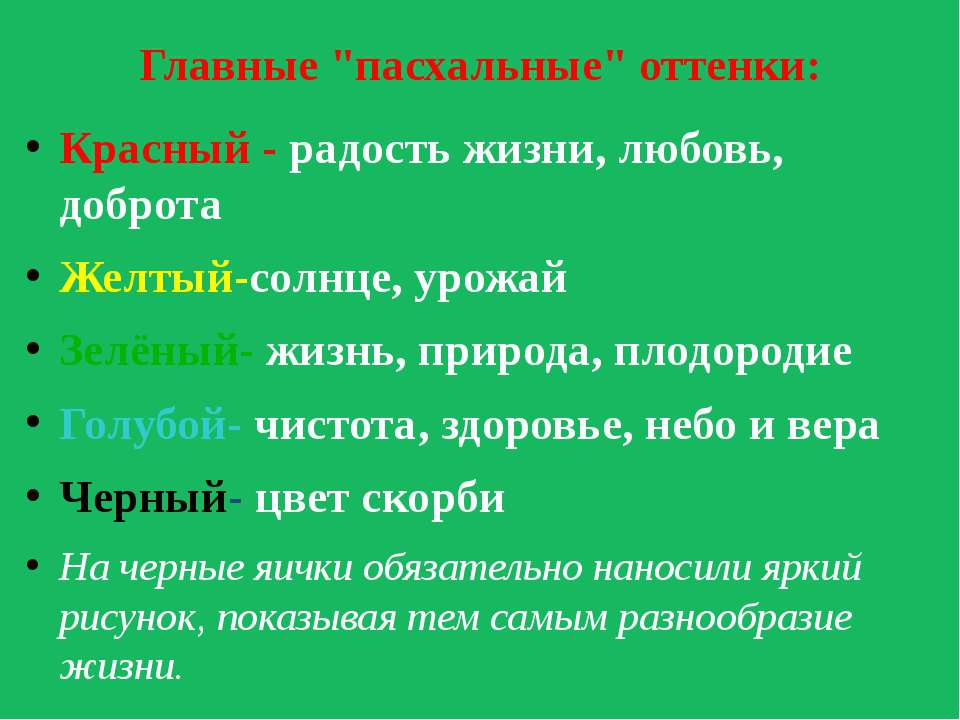 Главные "пасхальные" оттенки:
• Красный - радость жизни, любовь,
доброта
• Желтый-солнце, урожай
• Зелёный- жизнь, природа, плодородие
• Голубой- чистота, здоровье, небо и вера
• Черный- цвет скорби
• На черные яички обязательно наносили яркий
рисунок, показывая тем самым разнообразие
жизни.